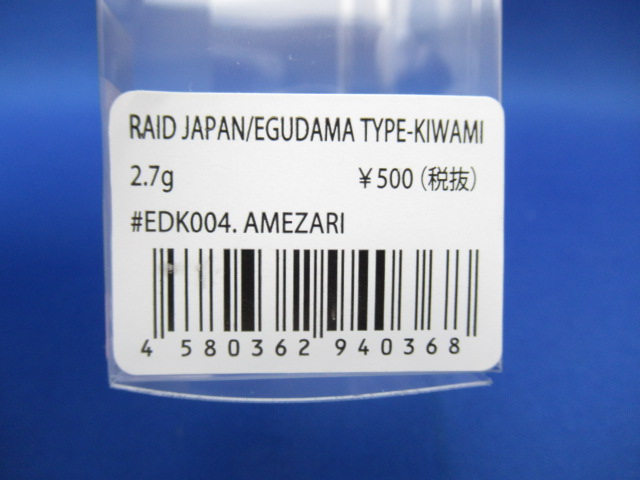 RAID JAPAN/EGUDAMA TYPE-KIWAMI
2.7g ￥500(税抜)
#EDK004. AMEZARI
4 580362 940368